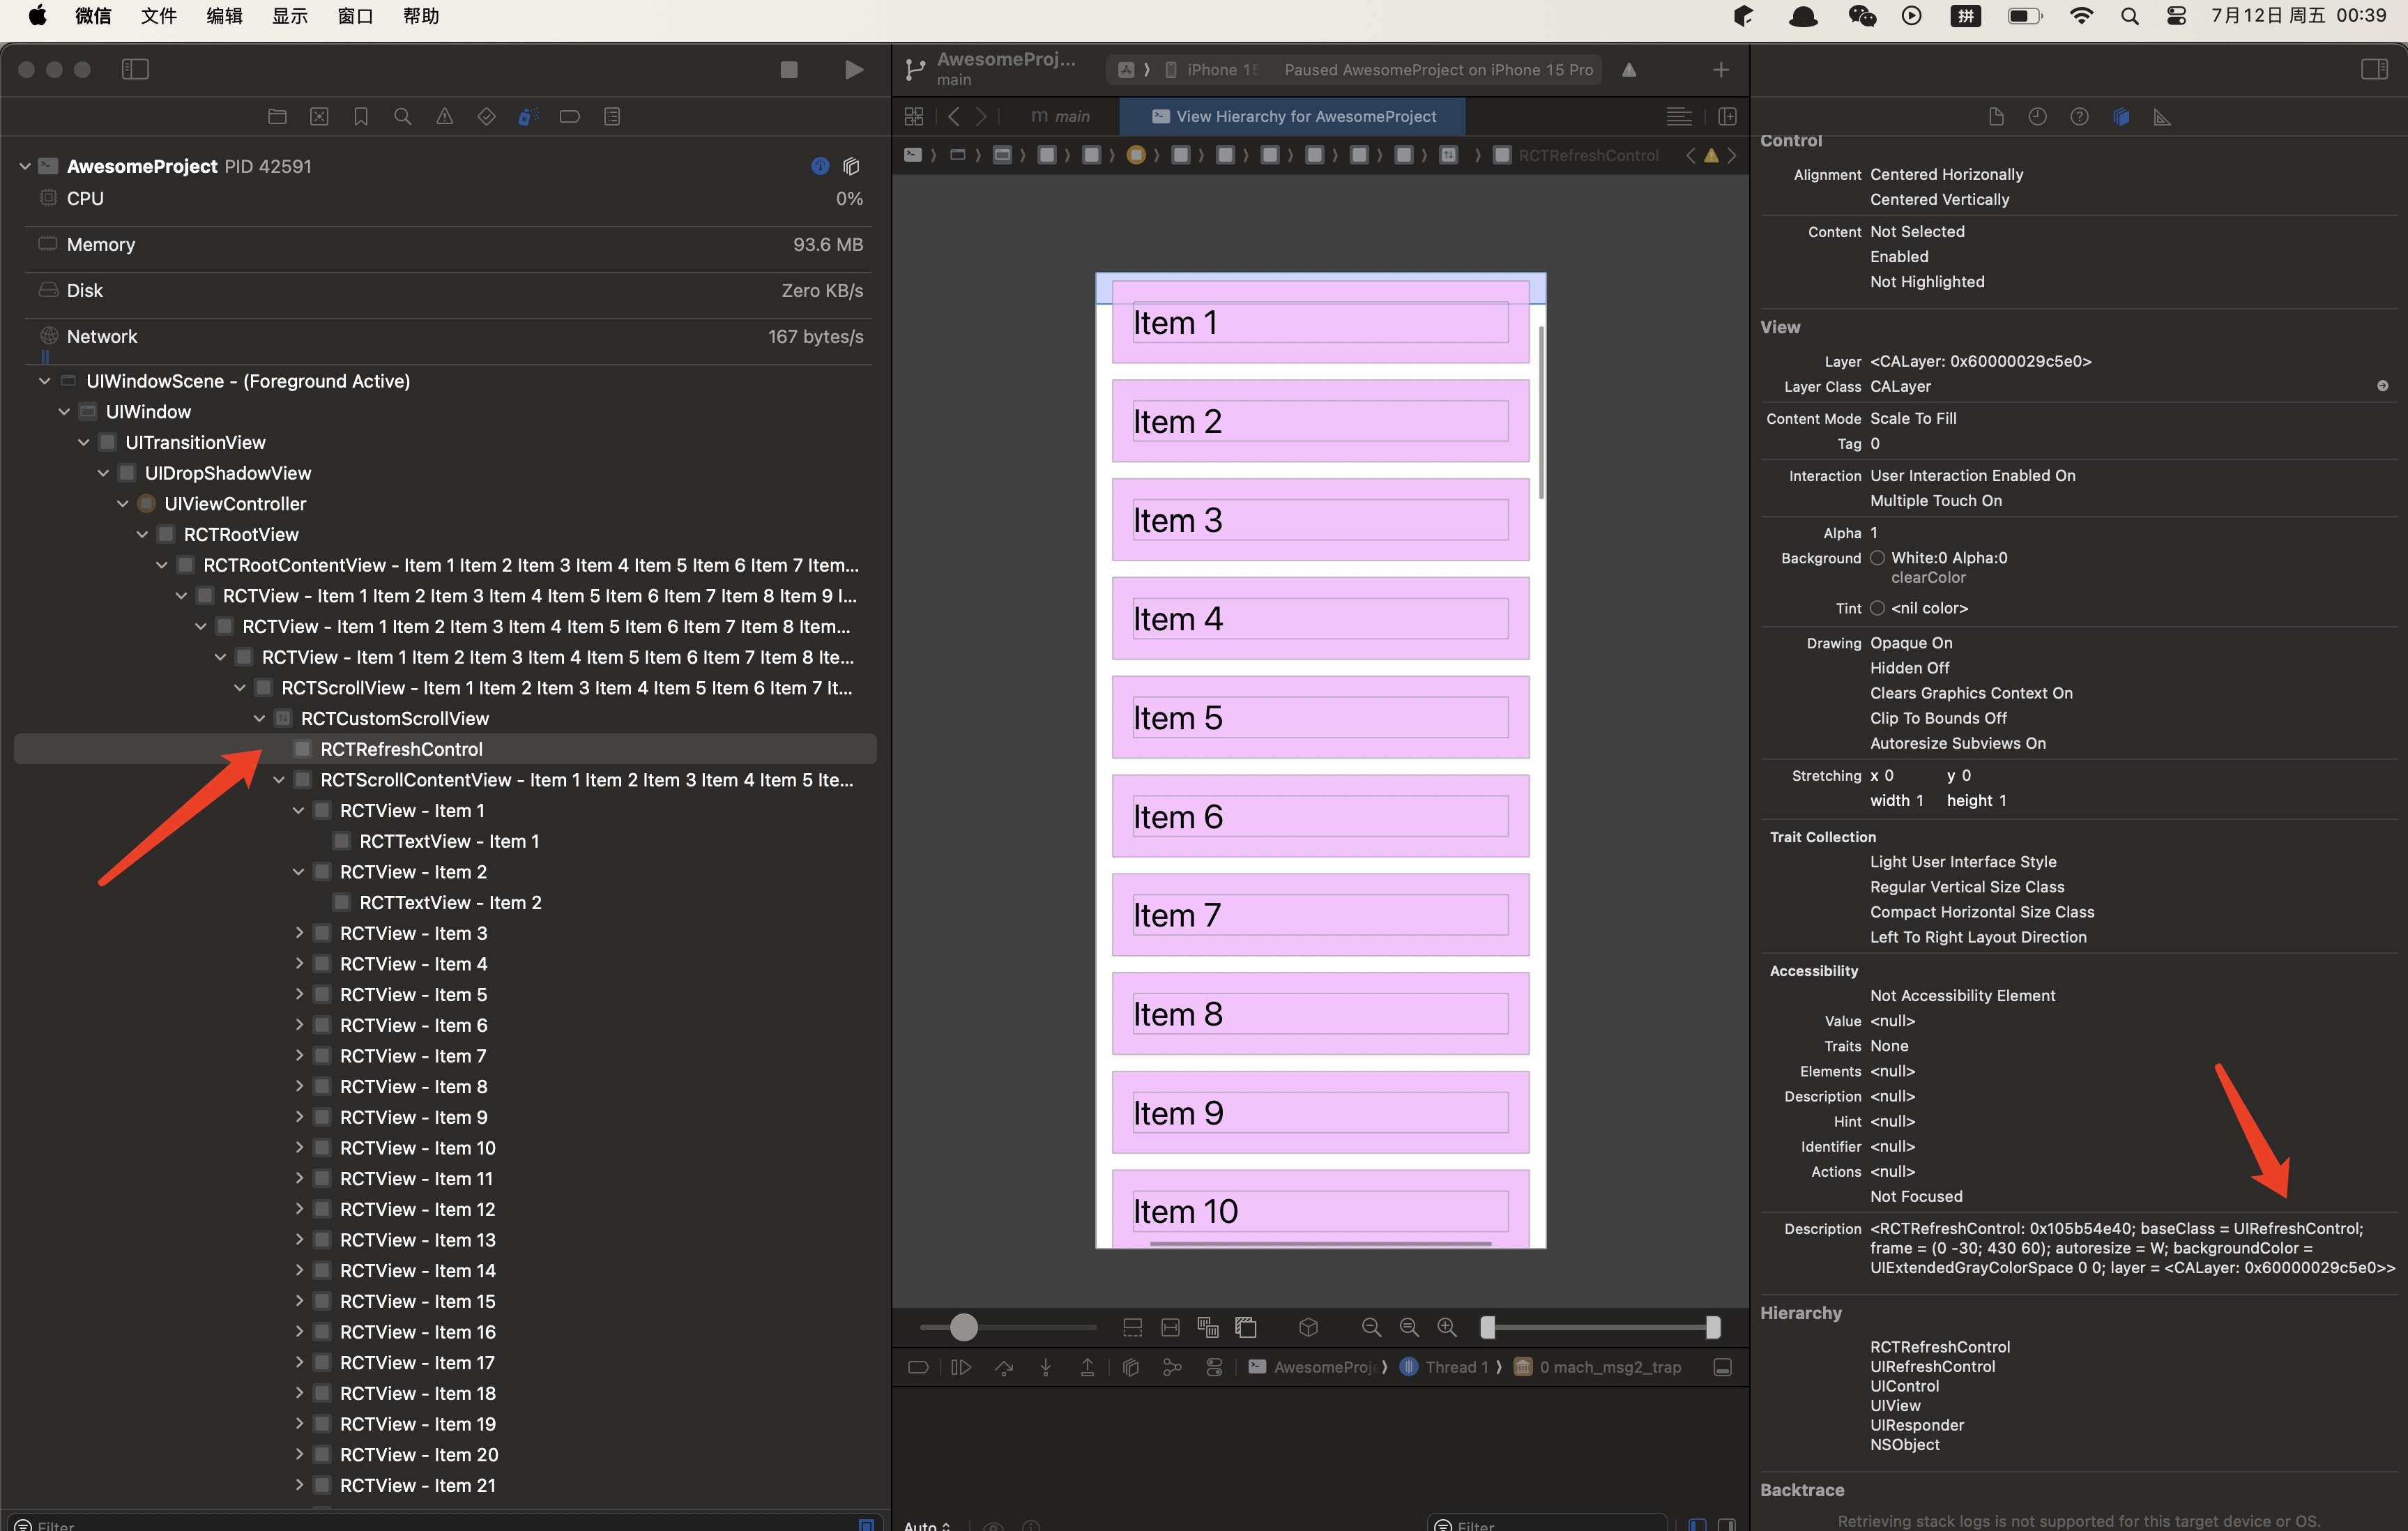 微信 文件 编辑 显示 窗口 帮助 拼 7月12日 周五 00:39
AwesomeProject PID 42591
CPU 0%
Memory 93.6 MB
Disk Zero KB/s
Network 167 bytes/s
UIWindowScene - (Foreground Active)
UIWindow
UITransitionView
UIDropShadowView
UIViewController
RCTRootView
RCTRootContentView - Item 1 Item 2 Item 3 Item 4 Item 5 Item 6 Item 7 Item...
RCTView - Item 1 Item 2 Item 3 Item 4 Item 5 Item 6 Item 7 Item 8 Item 9 I...
RCTView - Item 1 Item 2 Item 3 Item 4 Item 5 Item 6 Item 7 Item 8 Item...
RCTView - Item 1 Item 2 Item 3 Item 4 Item 5 Item 6 Item 7 Item 8 Ite...
RCTScrollView - Item 1 Item 2 Item 3 Item 4 Item 5 Item 6 Item 7 It...
RCTCustomScrollView
RCTRefreshControl
RCTScrollContentView - Item 1 Item 2 Item 3 Item 4 Item 5 Ite...
RCTView - Item 1
RCTTextView - Item 1
RCTView - Item 2
RCTTextView - Item 2
RCTView - Item 3
RCTView - Item 4
RCTView - Item 5
RCTView - Item 6
RCTView - Item 7
RCTView - Item 8
RCTView - Item 9
RCTView - Item 10
RCTView - Item 11
RCTView - Item 12
RCTView - Item 13
RCTView - Item 14
RCTView - Item 15
RCTView - Item 16
RCTView - Item 17
RCTView - Item 18
RCTView - Item 19
RCTView - Item 20
RCTView - Item 21
Filter
AwesomeProj...
main
iPhone 15 Paused AwesomeProject on iPhone 15 Pro
m main View Hierarchy for AwesomeProject
RCTRefreshControl
Item 1
Item 2
Item 3
Item 4
Item 5
Item 6
Item 7
Item 8
Item 9
Item 10
AwesomeProj Thread 1 0 mach_msg2_trap
Auto Filter
Control
Alignment Centered Horizonally
Centered Vertically
Content Not Selected
Enabled
Not Highlighted
View
Layer <CALayer: 0x60000029c5e0>
Layer Class CALayer
Content Mode Scale To Fill
Tag 0
Interaction User Interaction Enabled On
Multiple Touch On
Alpha 1
Background White:0 Alpha:0
clearColor
Tint <nil color>
Drawing Opaque On
Hidden Off
Clears Graphics Context On
Clip To Bounds Off
Autoresize Subviews On
Stretching x 0 y 0
width 1 height 1
Trait Collection
Light User Interface Style
Regular Vertical Size Class
Compact Horizontal Size Class
Left To Right Layout Direction
Accessibility
Not Accessibility Element
Value <null>
Traits None
Elements <null>
Description <null>
Hint <null>
Identifier <null>
Actions <null>
Not Focused
Description <RCTRefreshControl: 0x105b54e40; baseClass = UIRefreshControl;
frame = (0 -30; 430 60); autoresize = W; backgroundColor =
UIExtendedGrayColorSpace 0 0; layer = <CALayer: 0x60000029c5e0>>
Hierarchy
RCTRefreshControl
UIRefreshControl
UIControl
UIView
UIResponder
NSObject
Backtrace
Retrieving stack logs is not supported for this target device or OS.